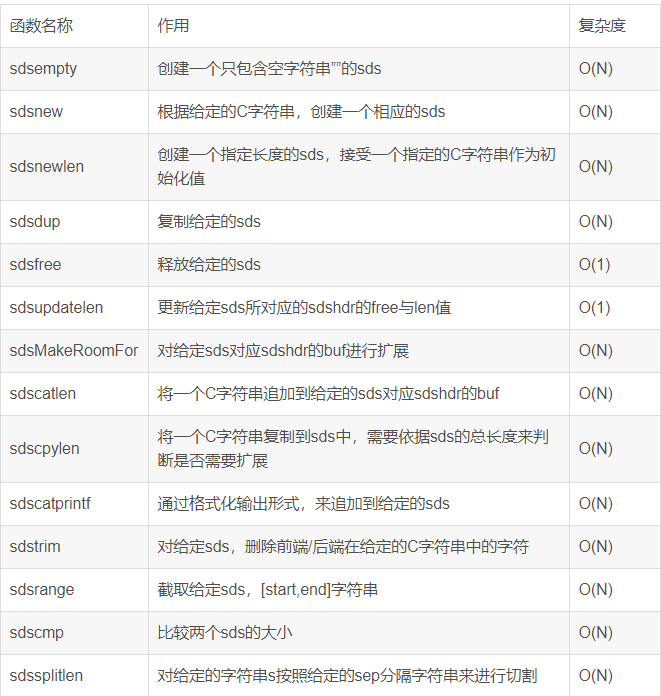 函数名称 作用 复杂度
sdsempty 创建一个只包含空字符串””的sds O(N)
sdsnew 根据给定的C字符串，创建一个相应的sds O(N)
sdsnewlen 创建一个指定长度的sds，接受一个指定的C字符串作为初 O(N)
始化值
sdsdup 复制给定的sds O(N)
sdsfree 释放给定的sds O(1)
sdsupdatelen 更新给定sds所对应的sdshdr的free与len值 O(1)
sdsMakeRoomFor 对给定sds对应sdshdr的buf进行扩展 O(N)
sdscatlen 将一个C字符串追加到给定的sds对应sdshdr的buf O(N)
sdscpylen 将一个C字符串复制到sds中，需要依据sds的总长度来判 O(N)
断是否需要扩展
sdscatprintf 通过格式化输出形式，来追加到给定的sds O(N)
sdstrim 对给定sds，删除前端/后端在给定的C字符串中的字符 O(N)
sdsrange 截取给定sds，[start,end]字符串 O(N)
sdscmp 比较两个sds的大小 O(N)
sdssplitlen 对给定的字符串s按照给定的sep分隔字符串来进行切割 O(N)